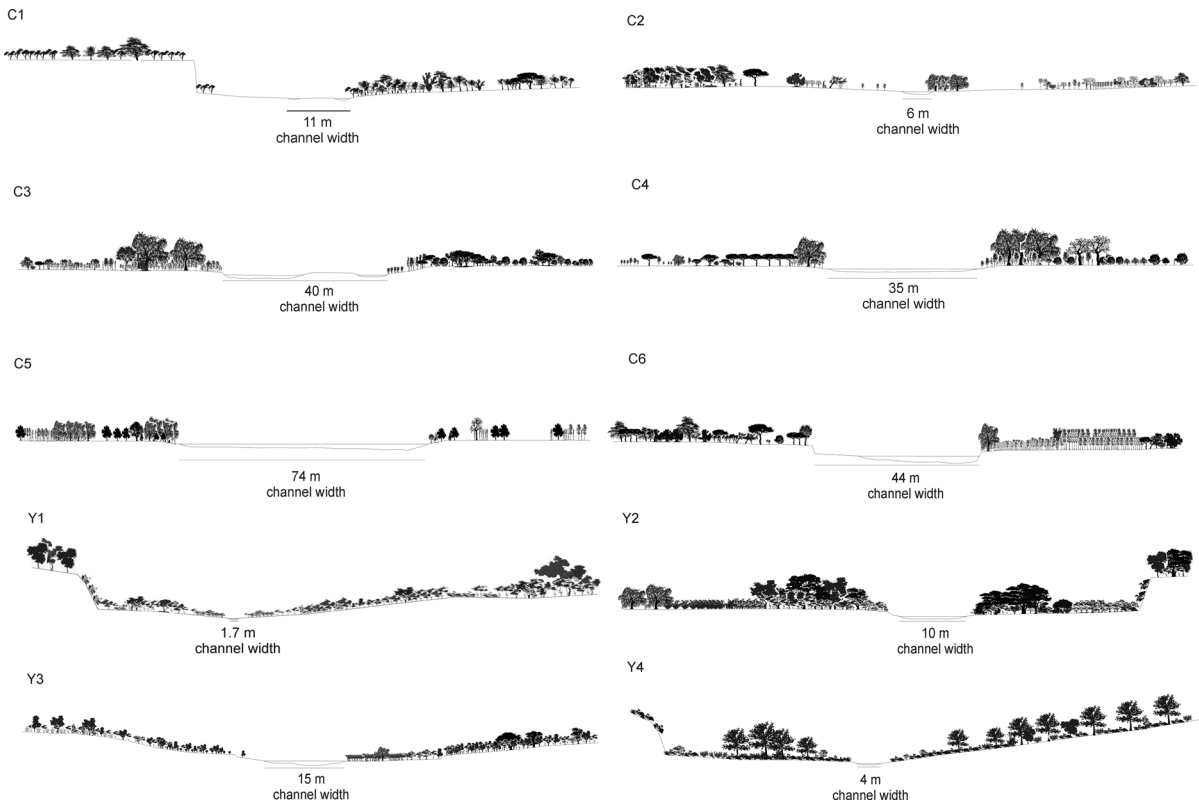 C1
11 m
channel width
C2
6 m
channel width
C3
40 m
channel width
C4
35 m
channel width
C5
74 m
channel width
C6
44 m
channel width
Y1
1.7 m
channel width
Y2
10 m
channel width
Y3
15 m
channel width
Y4
4 m
channel width